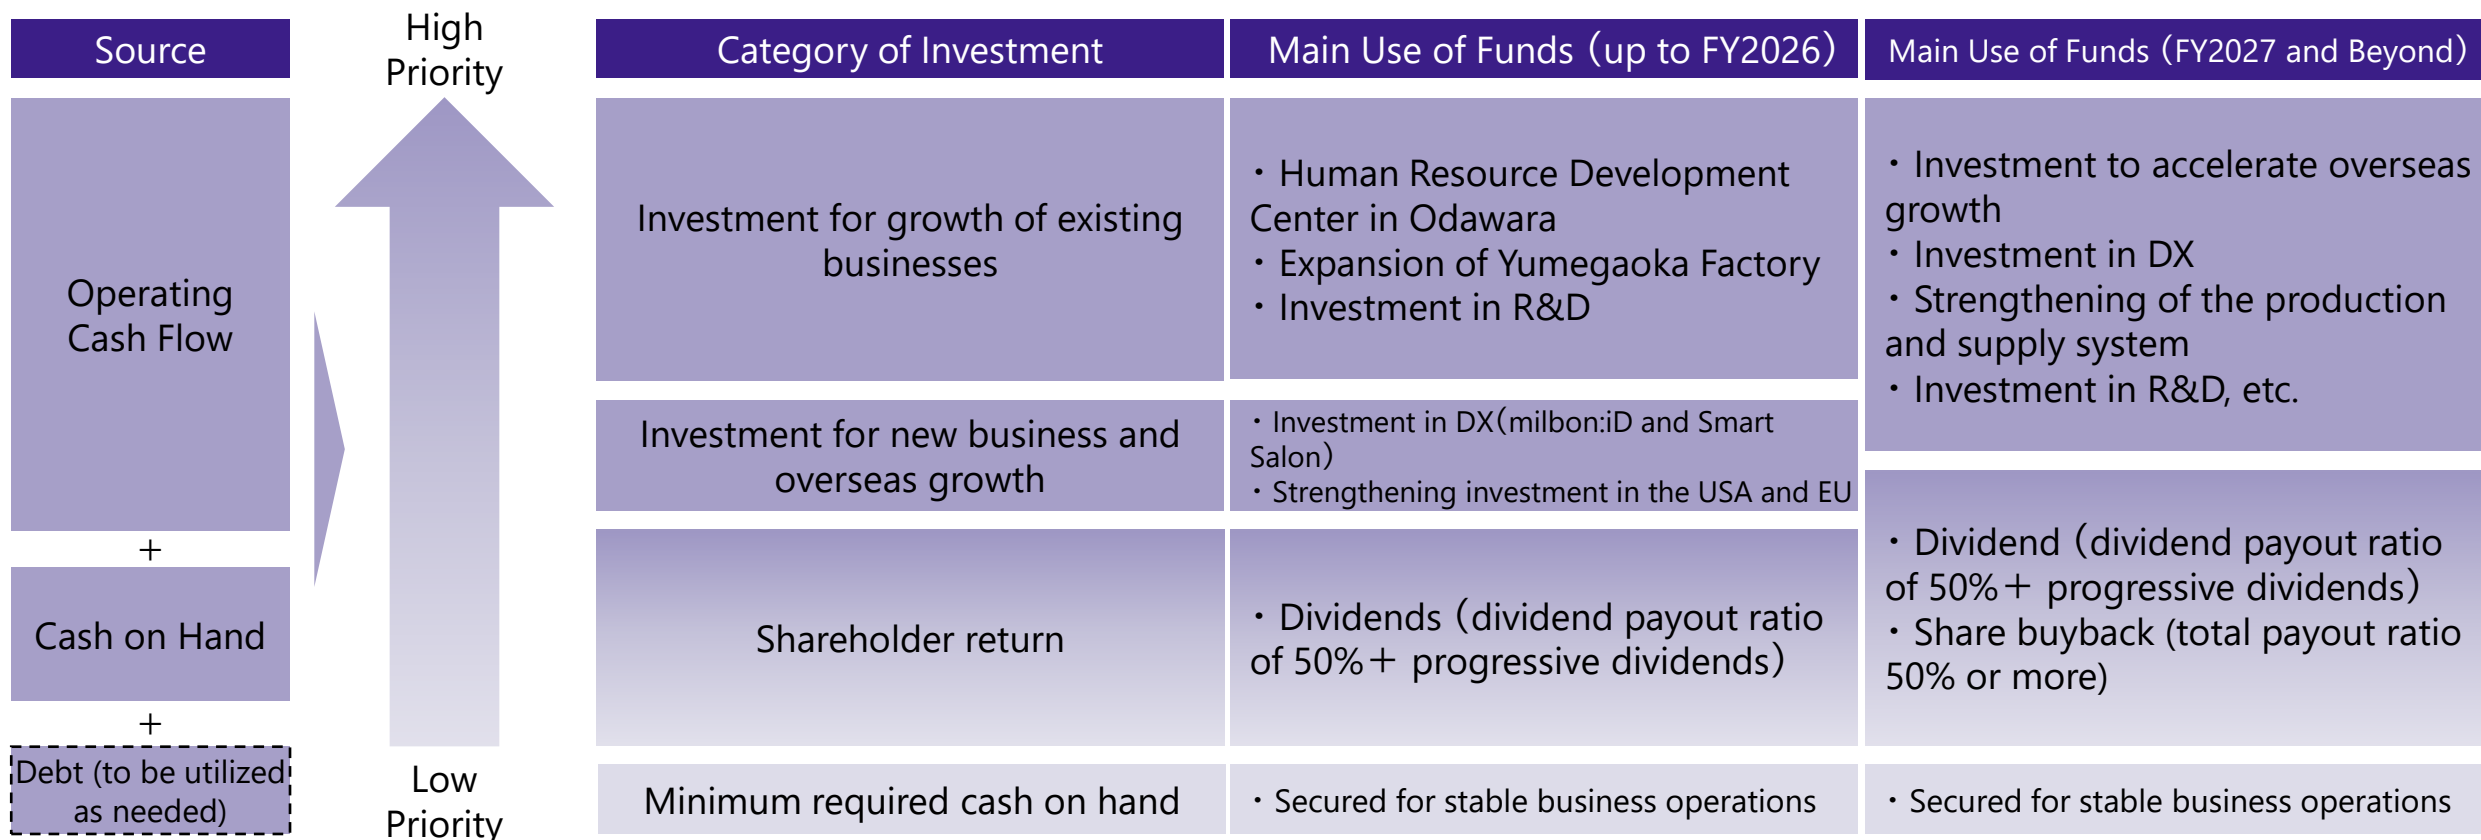 Source
Operating
Cash Flow
+
Cash on Hand
+
Debt (to be utilized
as needed)
High
Priority
Low
Priority
Category of Investment
Main Use of Funds（up to FY2026）
Main Use of Funds（FY2027 and Beyond）
Investment for growth of existing
businesses
・Human Resource Development
Center in Odawara
・Expansion of Yumegaoka Factory
・Investment in R&D
・Investment to accelerate overseas
growth
・Investment in DX
・Strengthening of the production
and supply system
・Investment in R&D, etc.
Investment for new business and
overseas growth
・Investment in DX（milbon:iD and Smart
Salon）
・Strengthening investment in the USA and EU
Shareholder return
・Dividends（dividend payout ratio
of 50%＋ progressive dividends）
・Dividend（dividend payout ratio
of 50%＋ progressive dividends）
・Share buyback (total payout ratio
50% or more)
Minimum required cash on hand
・Secured for stable business operations
・Secured for stable business operations